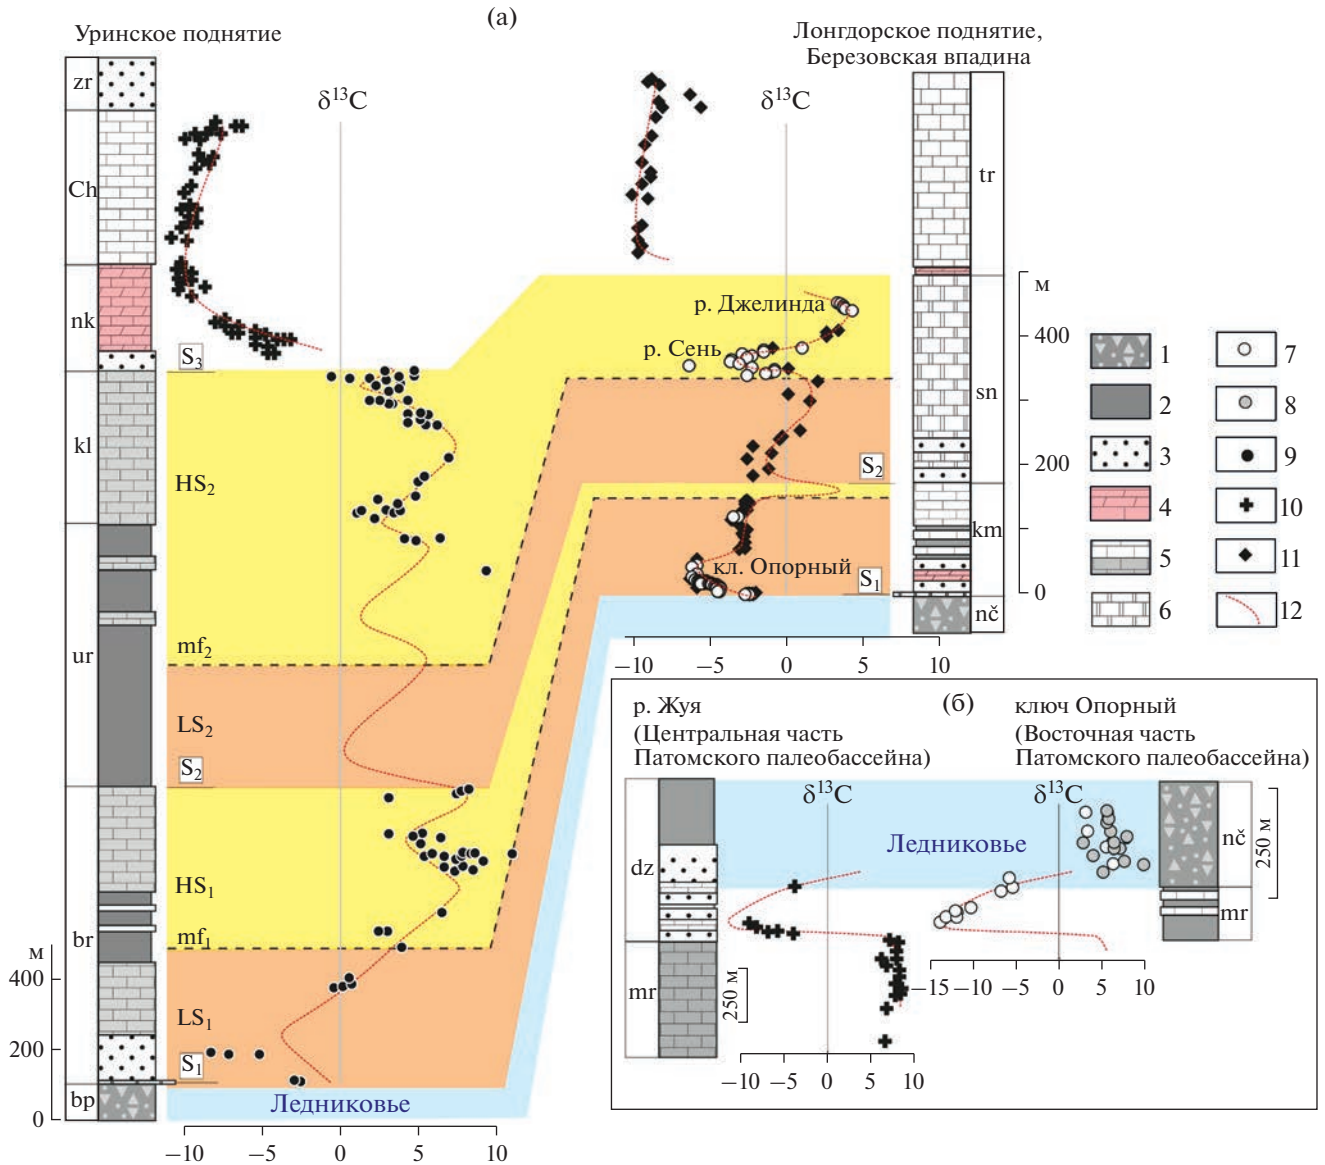 (а)
Уринское поднятие
Лонгдорское поднятие,
Березовская впадина
zr
Ch
nk
kl
ur
br
bp
δ¹³C
δ¹³C
S₃
HS₂
mf₂
LS₂
S₂
HS₁
mf₁
LS₁
S₁
Ледниковье
м
400
200
0
−10 −5 0 5 10
р. Джелинда
р. Сень
кл. Опорный
S₂
S₁
−10 −5 0 5 10
tr
sn
km
nč
м
400
200
0
1
2
3
4
5
6
7
8
9
10
11
12
(б)
р. Жуя
(Центральная часть
Патомского палеобассейна)
ключ Опорный
(Восточная часть
Патомского палеобассейна)
δ¹³C
δ¹³C
Ледниковье
dz
mr
250 м
−10 −5 0 5 10
−15 −10 −5 0 5 10
nč
mr
250 м